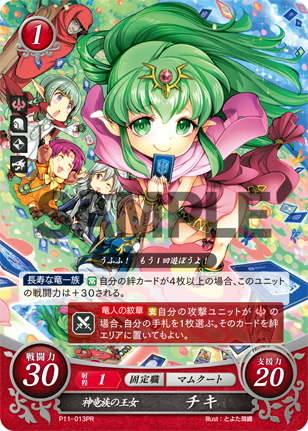 1
SAMPLE
うふふ! もう1回遊ぼうよ!
長寿な竜一族 常 自分の絆カードが4枚以上の場合、このユニット
の戦闘力は+30される。
竜人の紋章 支 自分の攻撃ユニットが
の場合、自分の手札を1枚選ぶ。そのカードを絆
エリアに置いてもよい。
戦闘力
30
射程 1 固定職 マムクート
支援力
20
神竜族の王女 チキ
P11-013PR
Illust:とよた瑣織